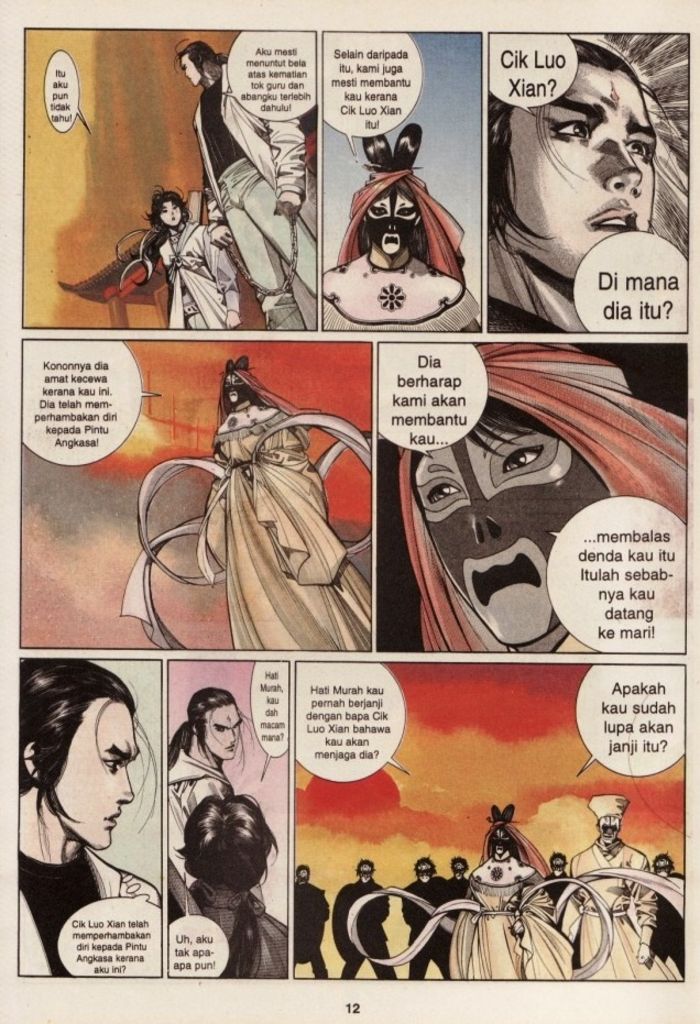 Itu
aku
pun
tidak
tahu!
Aku mesti
menuntut bela
atas kematian
tok guru dan
abangku terlebih
dahulu!
Selain daripada
itu, kami juga
mesti membantu
kau kerana
Cik Luo Xian
itu!
Cik Luo
Xian?
Di mana
dia itu?
Kononnya dia
amat kecewa
kerana kau ini.
Dia telah mem-
perhambakan diri
kepada Pintu
Angkasa!
Dia
berharap
kami akan
membantu
kau...
...membalas
denda kau itu
Itulah sebab-
nya kau
datang
ke mari!
Cik Luo Xian telah
memperhambakan
diri kepada Pintu
Angkasa kerana
aku ini?
Hati
Murah,
kau
dah
macam
mana?
Uh, aku
tak apa-
apa pun!
Hati Murah kau
pernah berjanji
dengan bapa Cik
Luo Xian bahawa
kau akan
menjaga dia?
Apakah
kau sudah
lupa akan
janji itu?
12